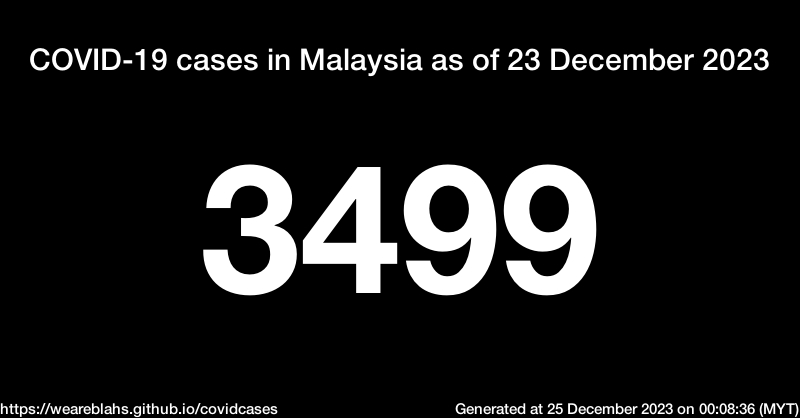 COVID-19 cases in Malaysia as of 23 December 2023
3499
https://weareblahs.github.io/covidcases
Generated at 25 December 2023 on 00:08:36 (MYT)